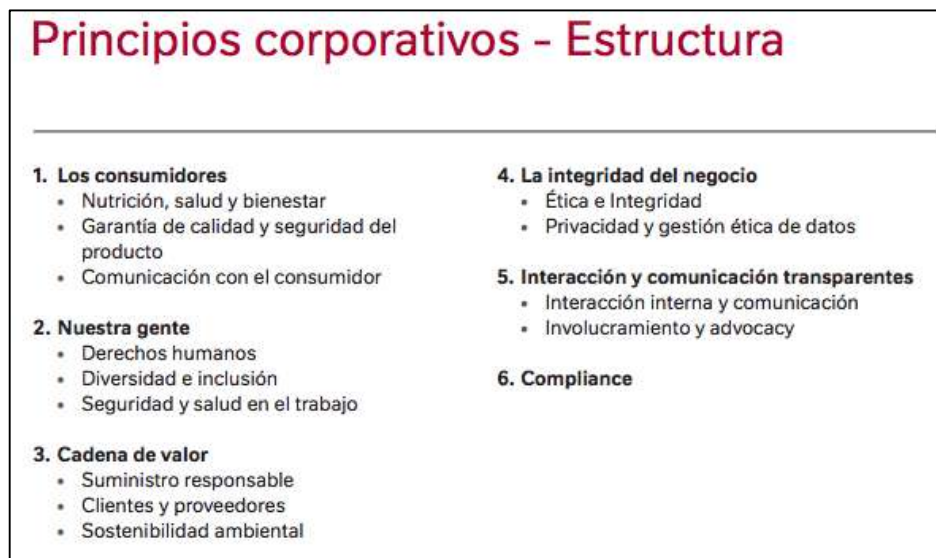 Principios corporativos - Estructura
1. Los consumidores
• Nutrición, salud y bienestar
• Garantía de calidad y seguridad del
producto
• Comunicación con el consumidor
2. Nuestra gente
• Derechos humanos
• Diversidad e inclusión
• Seguridad y salud en el trabajo
3. Cadena de valor
• Suministro responsable
• Clientes y proveedores
• Sostenibilidad ambiental
4. La integridad del negocio
• Ética e Integridad
• Privacidad y gestión ética de datos
5. Interacción y comunicación transparentes
• Interacción interna y comunicación
• Involucramiento y advocacy
6. Compliance